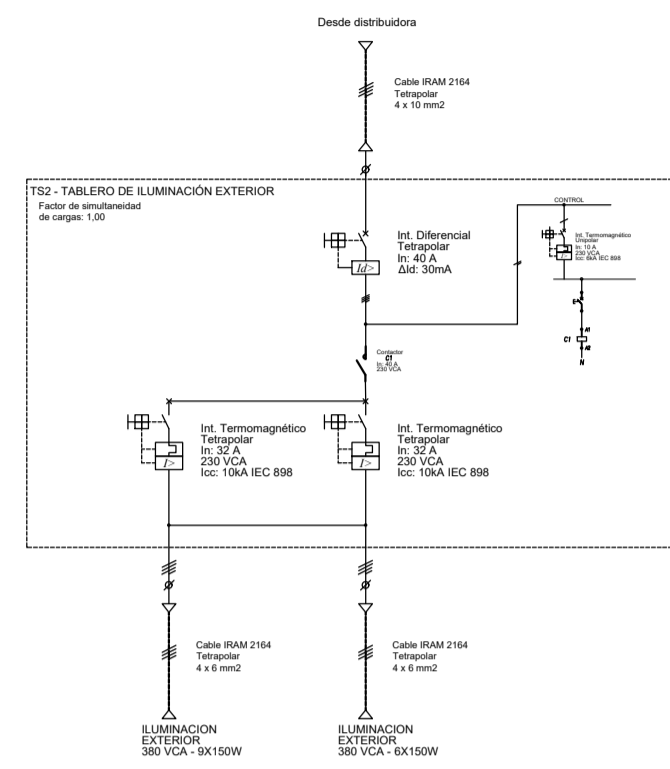 Desde distribuidora
Cable IRAM 2164
Tetrapolar
4 x 10 mm2
TS2 - TABLERO DE ILUMINACIÓN EXTERIOR
Factor de simultaneidad
de cargas: 1,00
CONTROL
Int. Termomagnético
Unipolar
In: 10 A
230 VCA
Icc: 6kA IEC 898
I>
Int. Diferencial
Tetrapolar
In: 40 A
ΔId: 30mA
Id>
E
C1
A1
A2
N
Contactor
C1
In: 40 A
230 VCA
Int. Termomagnético
Tetrapolar
In: 32 A
230 VCA
Icc: 10kA IEC 898
I>
Int. Termomagnético
Tetrapolar
In: 32 A
230 VCA
Icc: 10kA IEC 898
I>
Cable IRAM 2164
Tetrapolar
4 x 6 mm2
Cable IRAM 2164
Tetrapolar
4 x 6 mm2
ILUMINACION
EXTERIOR
380 VCA - 9X150W
ILUMINACION
EXTERIOR
380 VCA - 6X150W